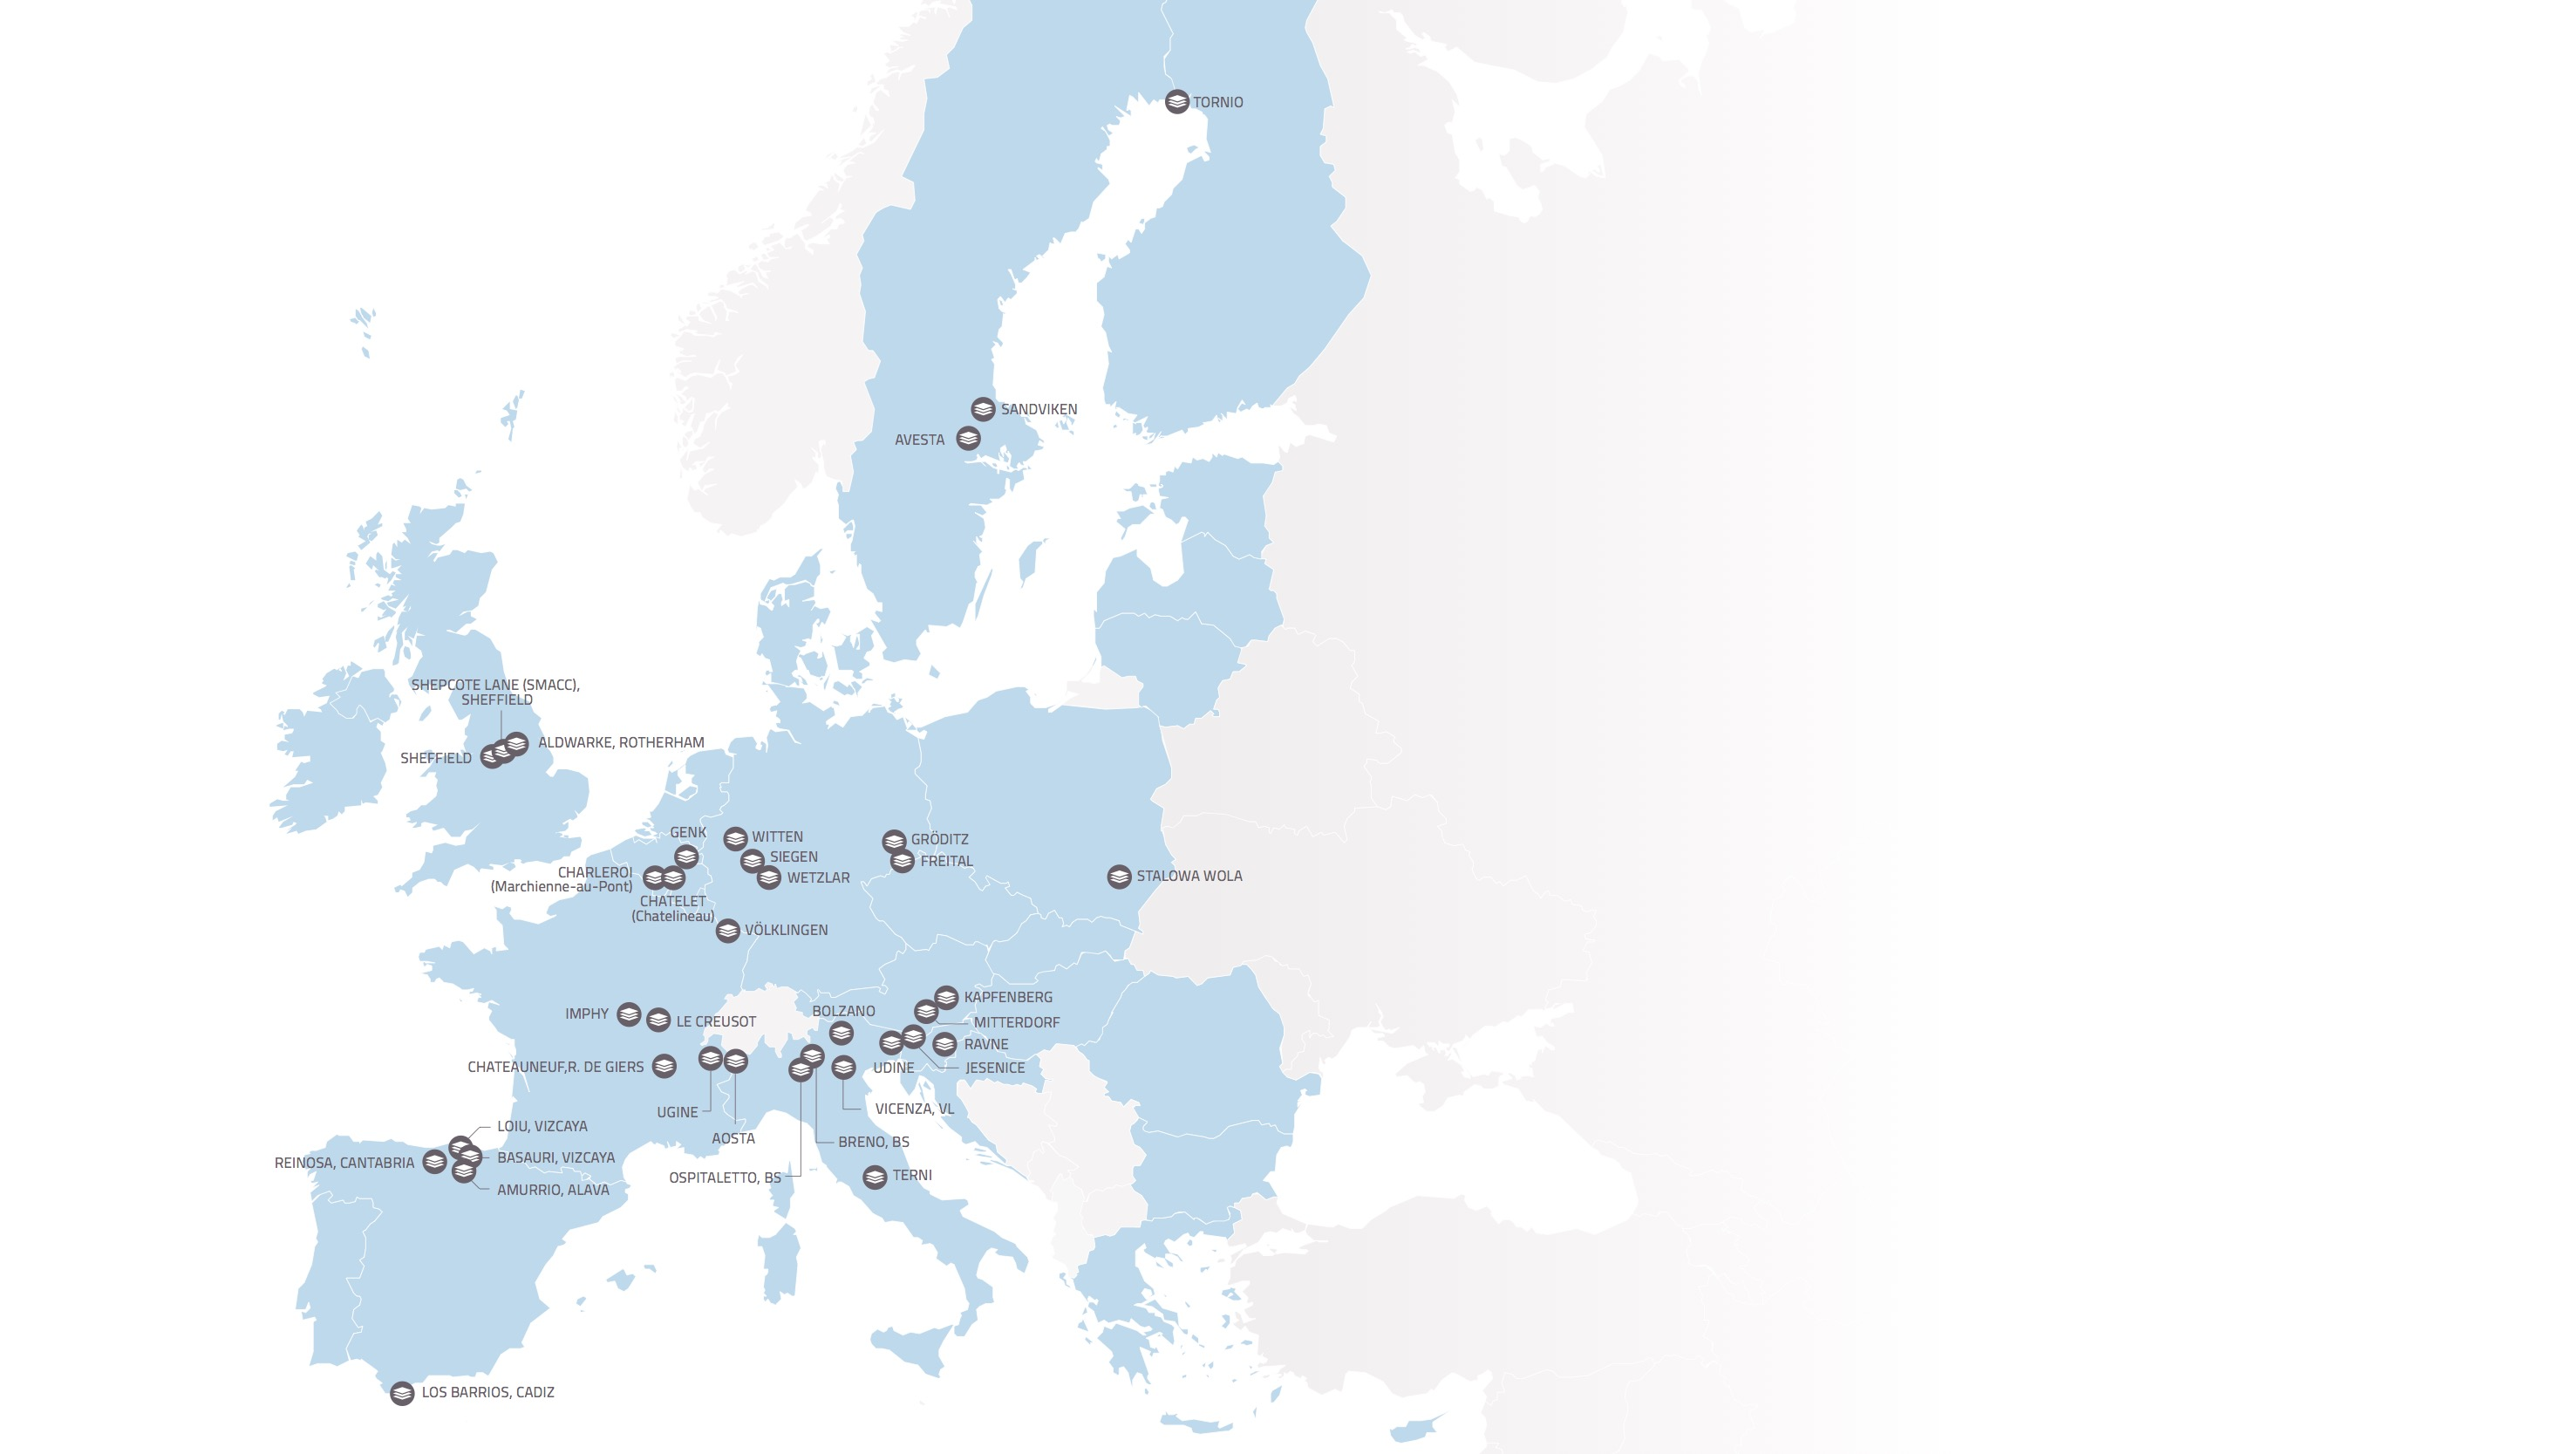 TORNIO
SANDVIKEN
AVESTA
SHEPCOTE LANE (SMACC),
SHEFFIELD
ALDWARKE, ROTHERHAM
SHEFFIELD
GENK
WITTEN
GRÖDITZ
SIEGEN
FREITAL
CHARLEROI
(Marchienne-au-Pont)
WETZLAR
STALOWA WOLA
CHATELET
(Chatelineau)
VÖLKLINGEN
KAPFENBERG
BOLZANO
IMPHY
LE CREUSOT
MITTERDORF
RAVNE
CHATEAUNEUF,R. DE GIERS
UDINE
JESENICE
UGINE
VICENZA, VL
LOIU, VIZCAYA
AOSTA
BRENO, BS
BASAURI, VIZCAYA
REINOSA, CANTABRIA
OSPITALETTO, BS
TERNI
AMURRIO, ALAVA
LOS BARRIOS, CADIZ